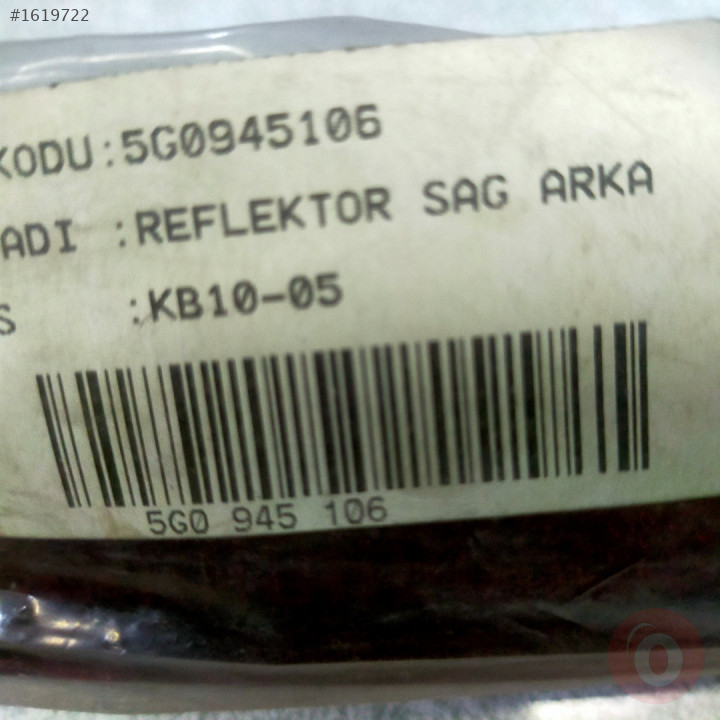 #1619722
KODU:5G0945106
ADI :REFLEKTOR SAG ARKA
S :KB10-05
5G0 945 106
o